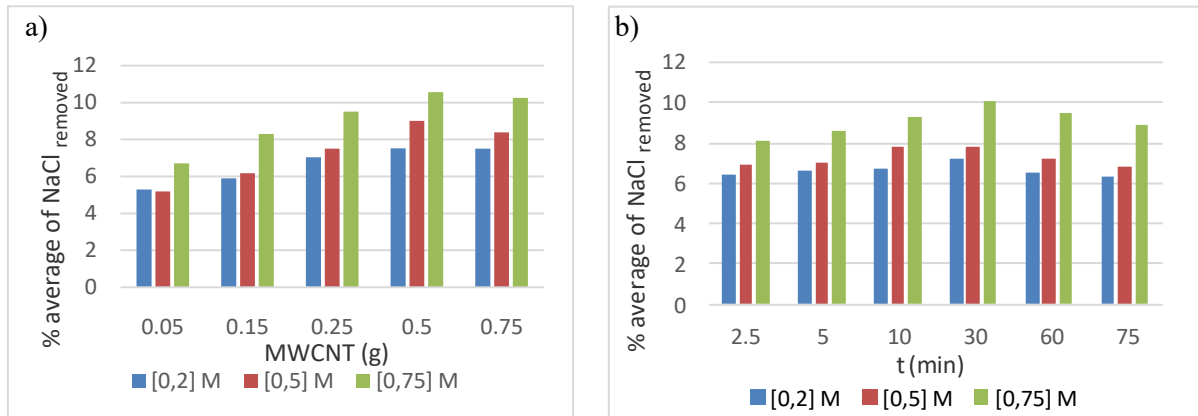 a)
% average of NaCl removed
12
10
8
6
4
2
0
0.05 0.15 0.25 0.5 0.75
MWCNT (g)
[0,2] M [0,5] M [0,75] M
b)
% average of NaCl removed
12
10
8
6
4
2
0
2.5 5 10 30 60 75
t (min)
[0,2] M [0,5] M [0,75] M